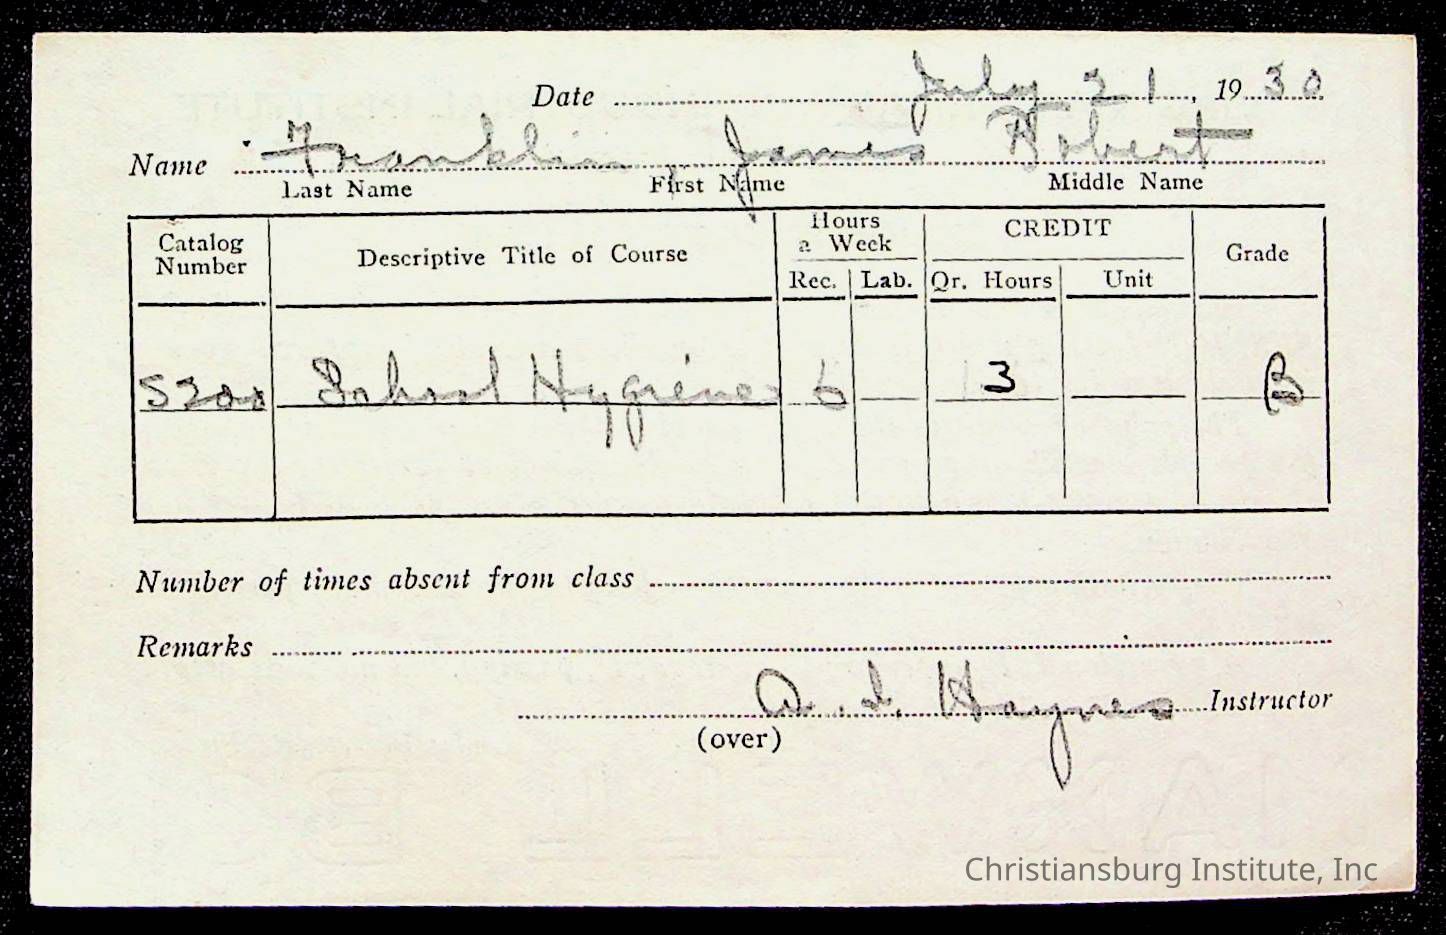 Date July 21, 1930
Name Franklin, James Robert
Last Name First Name Middle Name
Catalog Number Descriptive Title of Course Hours a Week CREDIT Grade
Rec. Lab. Qr. Hours Unit
S200 School Hygiene 6 3 B
Number of times absent from class
Remarks
A. I. Haynes Instructor
(over)
Christiansburg Institute, Inc